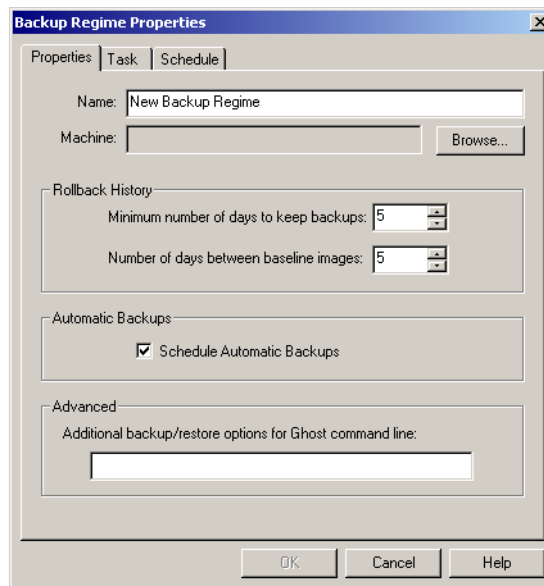 Backup Regime Properties
Properties Task Schedule
Name: New Backup Regime
Machine: Browse...
Rollback History
Minimum number of days to keep backups: 5
Number of days between baseline images: 5
Automatic Backups
Schedule Automatic Backups
Advanced
Additional backup/restore options for Ghost command line:
OK Cancel Help